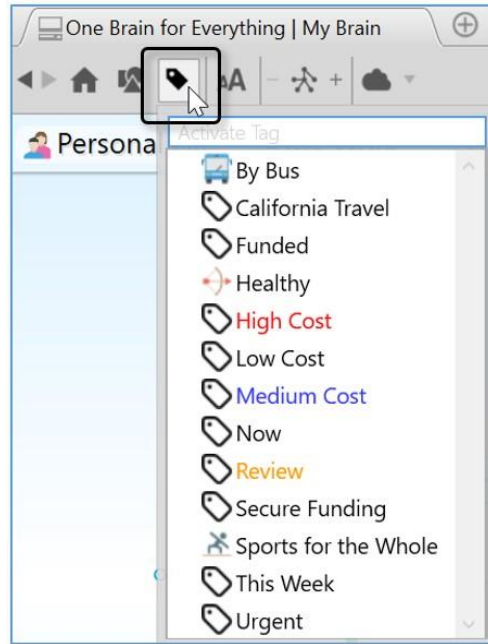 One Brain for Everything | My Brain
AA
Persona
Activate Tag
By Bus
California Travel
Funded
Healthy
High Cost
Low Cost
Medium Cost
Now
Review
Secure Funding
Sports for the Whole
This Week
Urgent